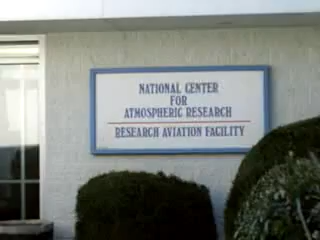 NATIONAL CENTER
FOR
ATMOSPHERIC RESEARCH
RESEARCH AVIATION FACILITY